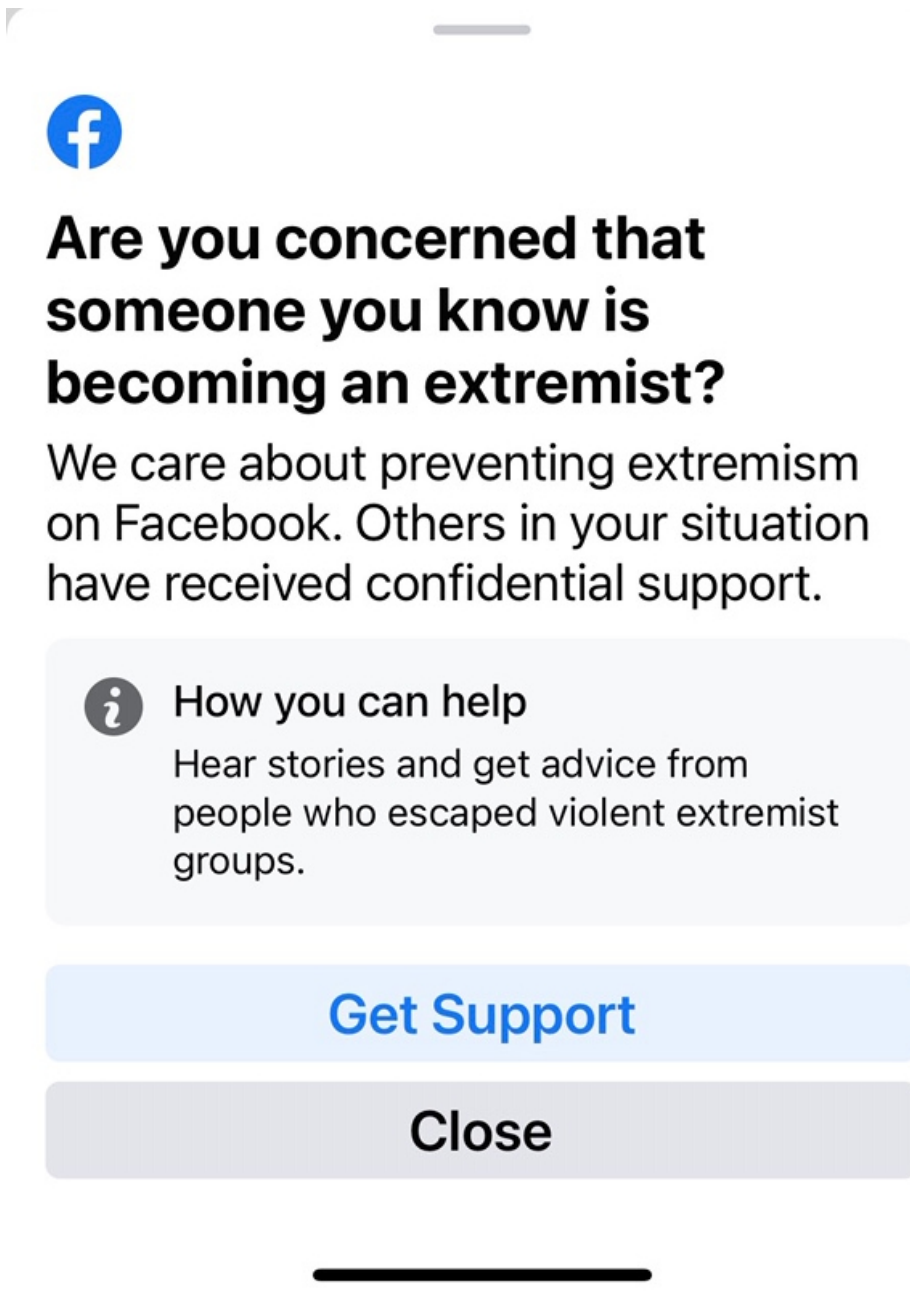 Are you concerned that
someone you know is
becoming an extremist?
We care about preventing extremism
on Facebook. Others in your situation
have received confidential support.
How you can help
Hear stories and get advice from
people who escaped violent extremist
groups.
Get Support
Close